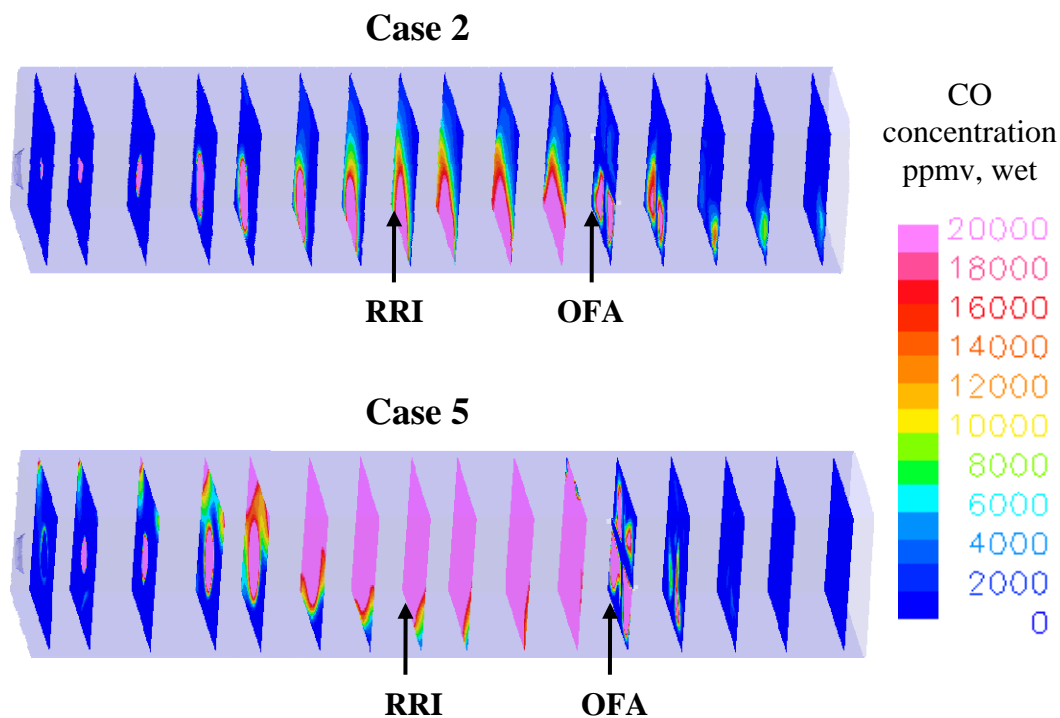 Case 2
RRI
OFA
CO
concentration
ppmv, wet
20000
18000
16000
14000
12000
10000
8000
6000
4000
2000
0
Case 5
RRI
OFA